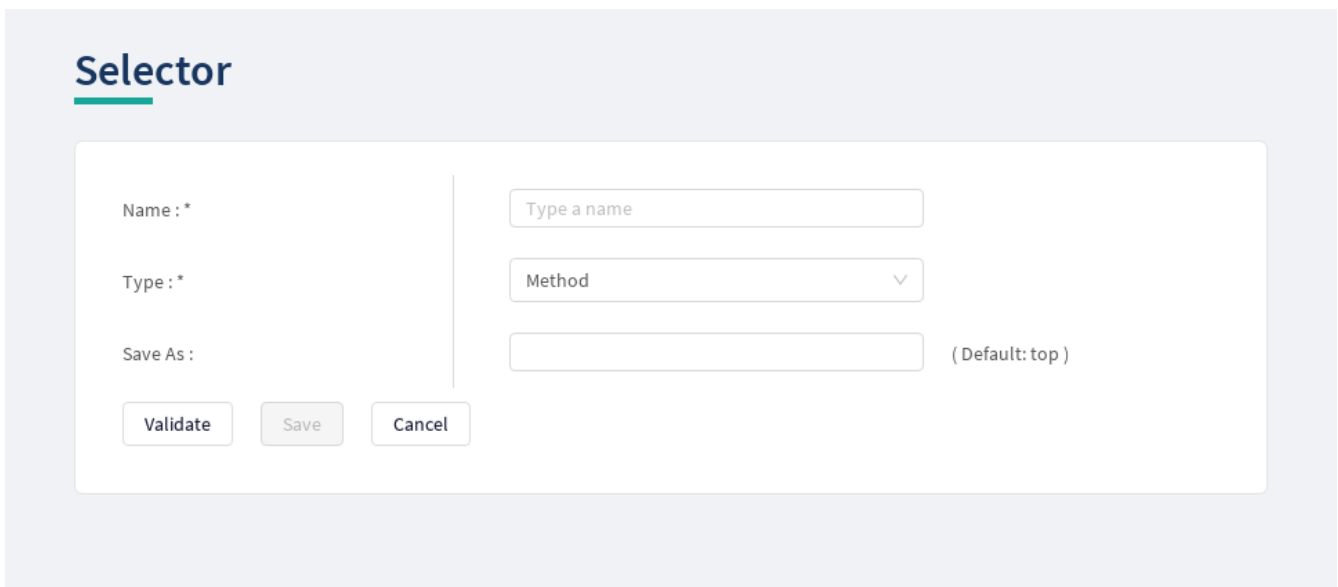 Selector
Name : * Type a name
Type : * Method
Save As : ( Default: top )
Validate Save Cancel